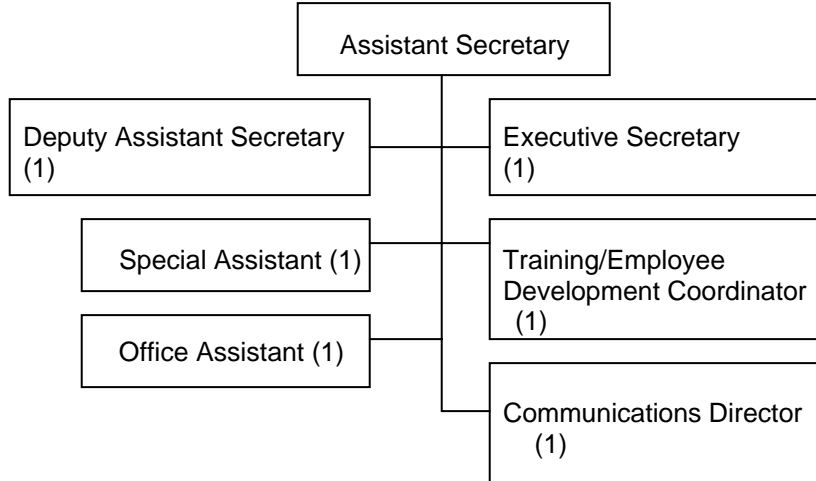 Assistant Secretary
Deputy Assistant Secretary
(1)
Executive Secretary
(1)
Special Assistant (1)
Training/Employee
Development Coordinator
(1)
Office Assistant (1)
Communications Director
(1)